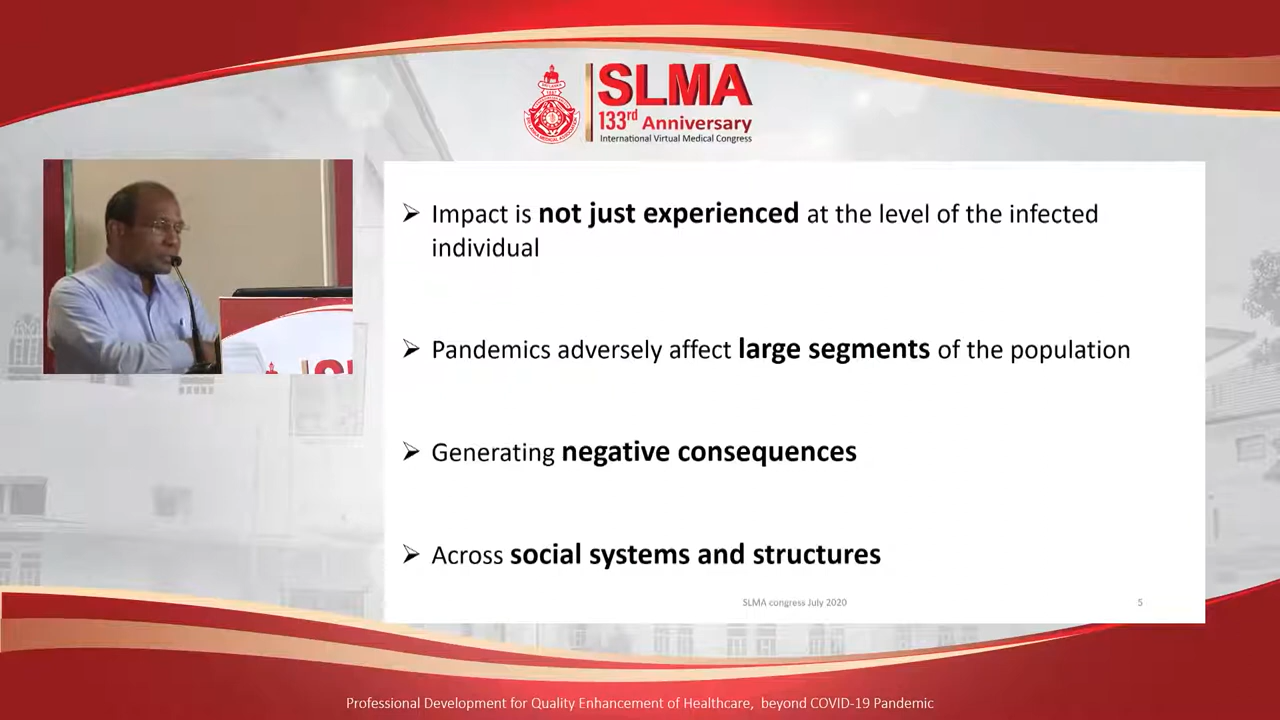 SLMA
133rd Anniversary
International Virtual Medical Congress
Impact is not just experienced at the level of the infected
individual
Pandemics adversely affect large segments of the population
Generating negative consequences
Across social systems and structures
SLMA congress July 2020
5
Professional Development for Quality Enhancement of Healthcare, beyond COVID-19 Pandemic